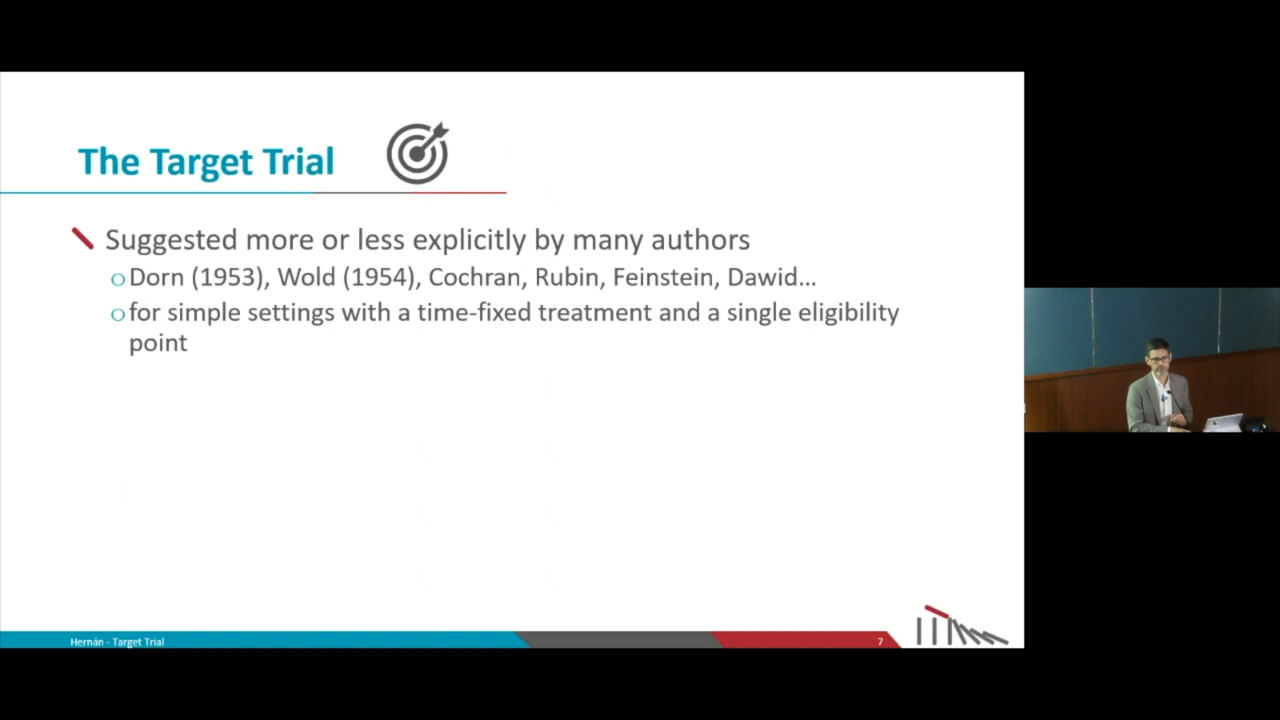 The Target Trial
Suggested more or less explicitly by many authors
Dorn (1953), Wold (1954), Cochran, Rubin, Feinstein, Dawid...
for simple settings with a time-fixed treatment and a single eligibility
point
Hernán - Target Trial
7